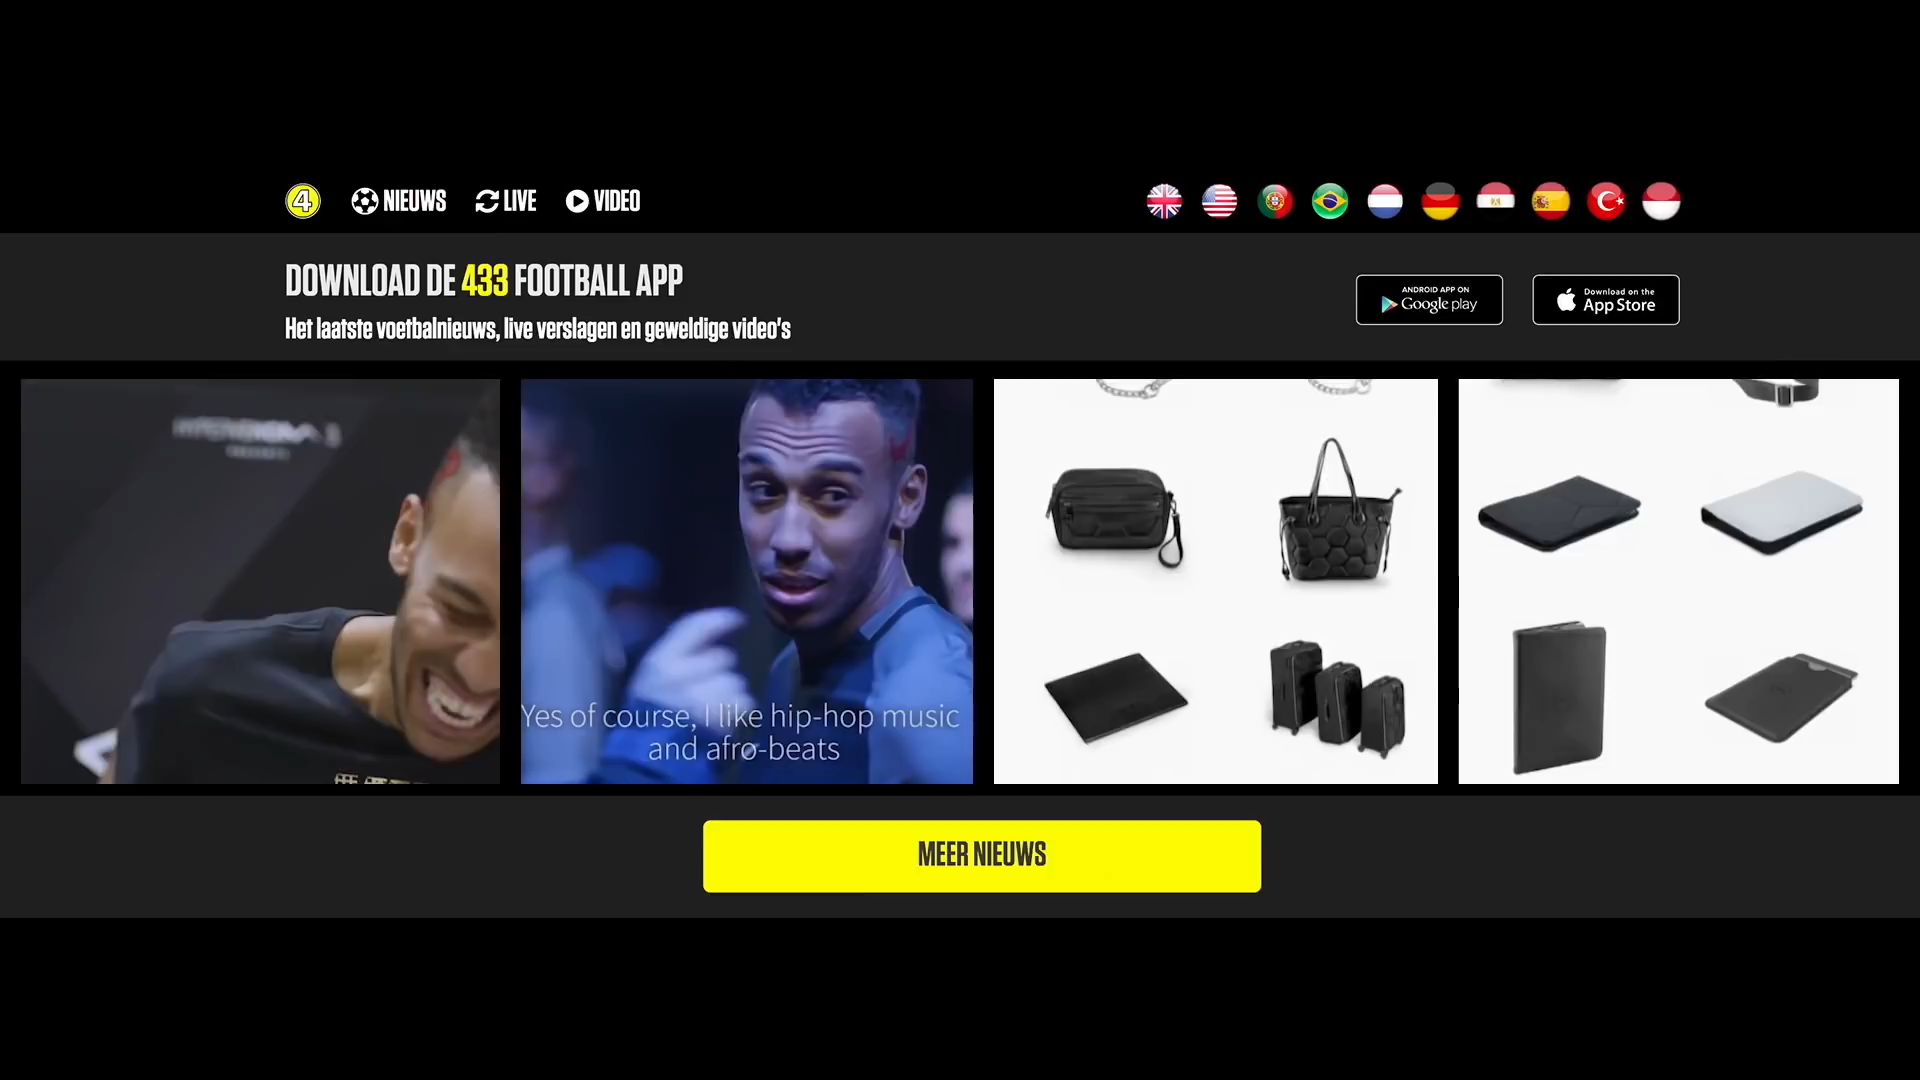 4 NIEUWS LIVE VIDEO
DOWNLOAD DE 433 FOOTBALL APP
Het laatste voetbalnieuws, live verslagen en geweldige video's
ANDROID APP ON
Google play
Download on the
App Store
Yes of course, I like hip-hop music
and afro-beats
MEER NIEUWS